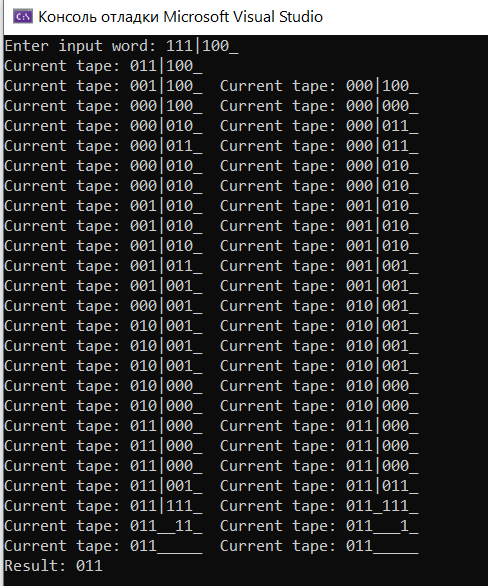 Консоль отладки Microsoft Visual Studio
Enter input word: 111|100_
Current tape: 011|100_
Current tape: 001|100_  Current tape: 000|100_
Current tape: 000|100_  Current tape: 000|000_
Current tape: 000|010_  Current tape: 000|011_
Current tape: 000|011_  Current tape: 000|011_
Current tape: 000|010_  Current tape: 000|010_
Current tape: 000|010_  Current tape: 000|010_
Current tape: 001|010_  Current tape: 001|010_
Current tape: 001|010_  Current tape: 001|010_
Current tape: 001|010_  Current tape: 001|010_
Current tape: 001|011_  Current tape: 001|001_
Current tape: 001|001_  Current tape: 001|001_
Current tape: 000|001_  Current tape: 010|001_
Current tape: 010|001_  Current tape: 010|001_
Current tape: 010|001_  Current tape: 010|001_
Current tape: 010|001_  Current tape: 010|001_
Current tape: 010|000_  Current tape: 010|000_
Current tape: 010|000_  Current tape: 010|000_
Current tape: 011|000_  Current tape: 011|000_
Current tape: 011|000_  Current tape: 011|000_
Current tape: 011|000_  Current tape: 011|000_
Current tape: 011|001_  Current tape: 011|011_
Current tape: 011|111_  Current tape: 011_111_
Current tape: 011__11_  Current tape: 011___1_
Current tape: 011_____  Current tape: 011_____
Result: 011